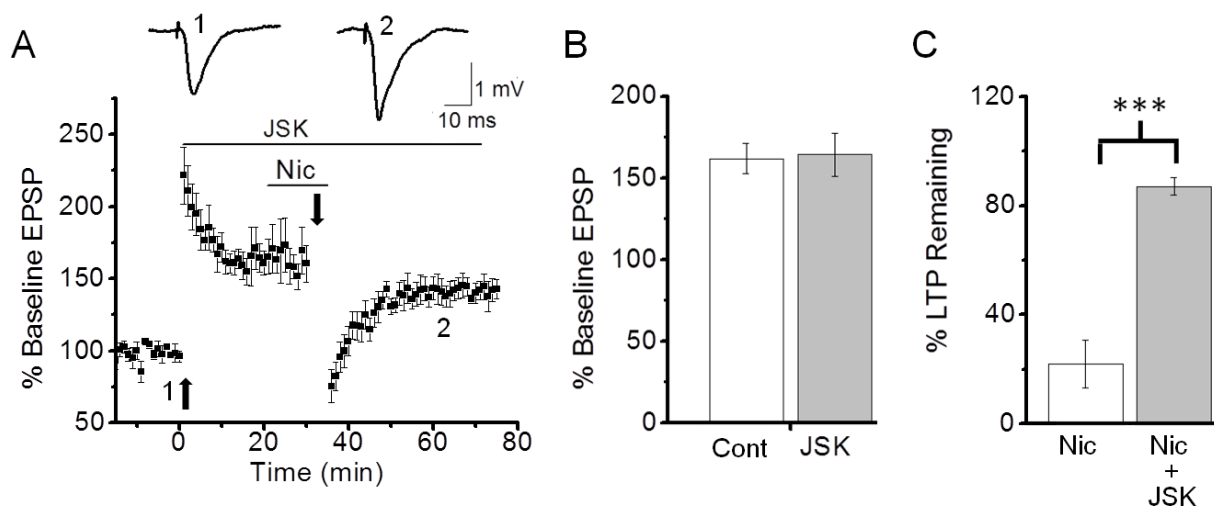 A
1
2
1 mV
10 ms
JSK
Nic
% Baseline EPSP
250
200
150
100
50
1
2
0
20
40
60
80
Time (min)
B
% Baseline EPSP
200
150
100
50
0
Cont
JSK
C
% LTP Remaining
120
80
40
0
***
Nic
Nic
+
JSK